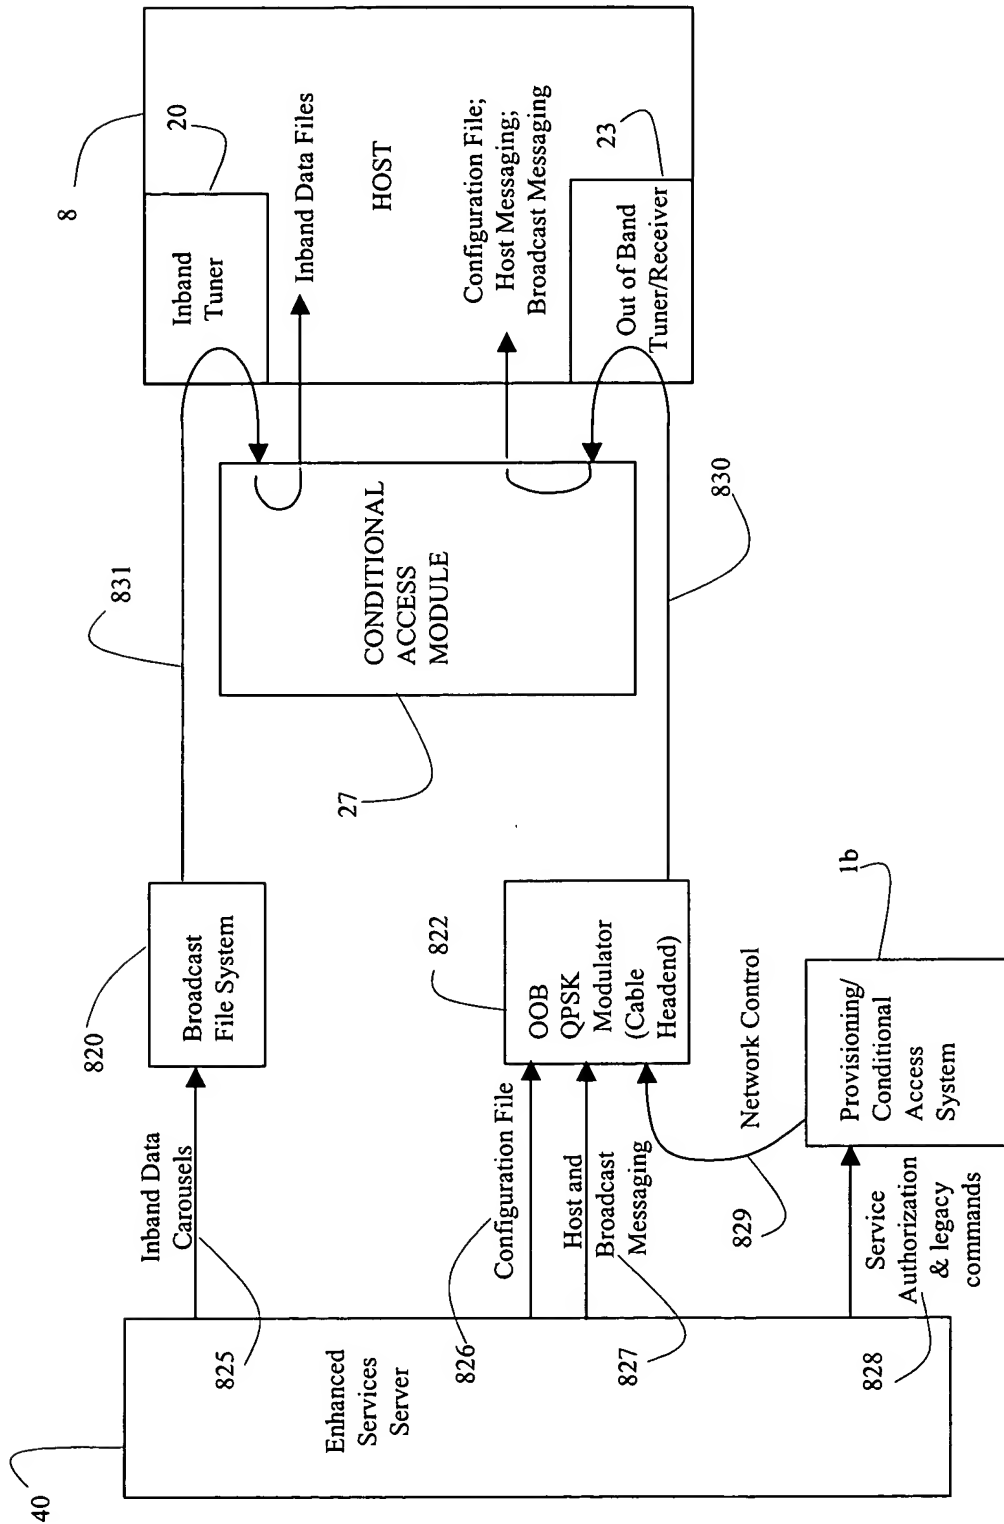 40
Enhanced
Services
Server
825
826
827
828
Inband Data
Carousels
Configuration File
Host and
Broadcast
Messaging
829
Service
Authorization
& legacy
commands
820
Broadcast
File System
822
OOB
QPSK
Modulator
(Cable
Headend)
Network Control
1b
Provisioning/
Conditional
Access
System
831
27
CONDITIONAL
ACCESS
MODULE
830
8
20
Inband
Tuner
Inband Data Files
HOST
Configuration File;
Host Messaging;
Broadcast Messaging
23
Out of Band
Tuner/Receiver